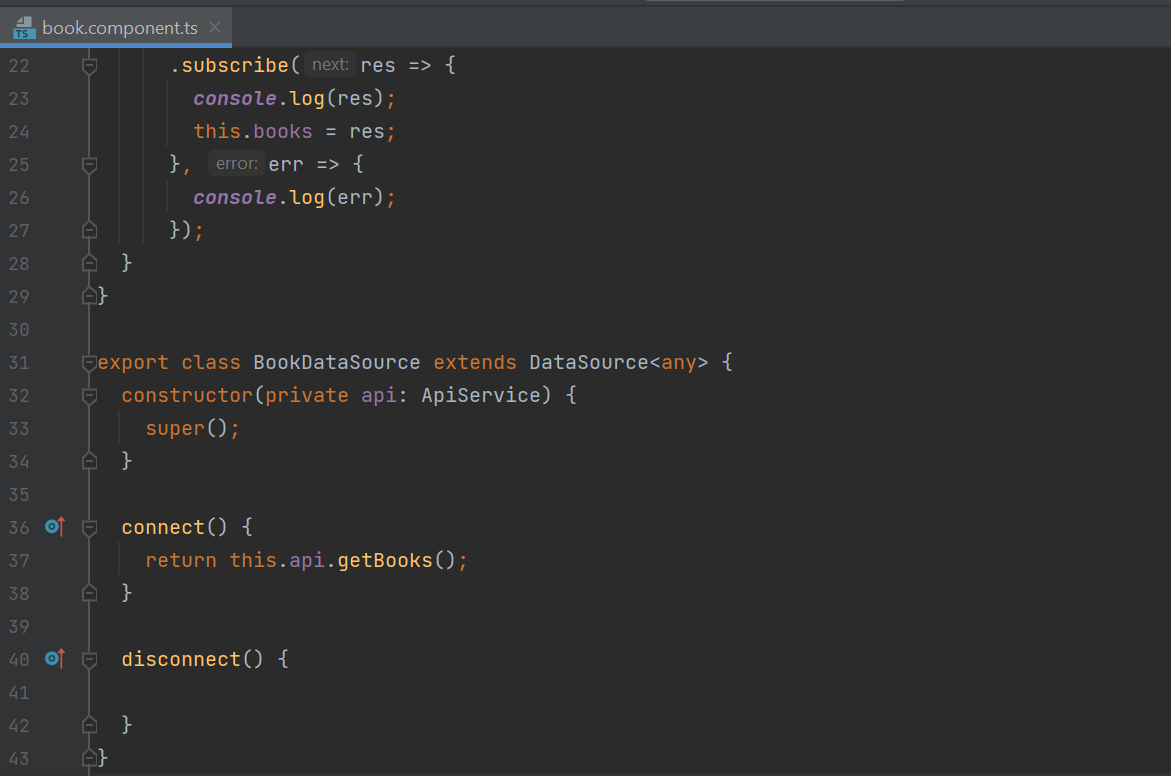 TS book.component.ts ×
22 .subscribe( next: res => {
23 console.log(res);
24 this.books = res;
25 }, error: err => {
26 console.log(err);
27 });
28 }
29 }
30
31 export class BookDataSource extends DataSource<any> {
32 constructor(private api: ApiService) {
33 super();
34 }
35
36 connect() {
37 return this.api.getBooks();
38 }
39
40 disconnect() {
41
42 }
43 }